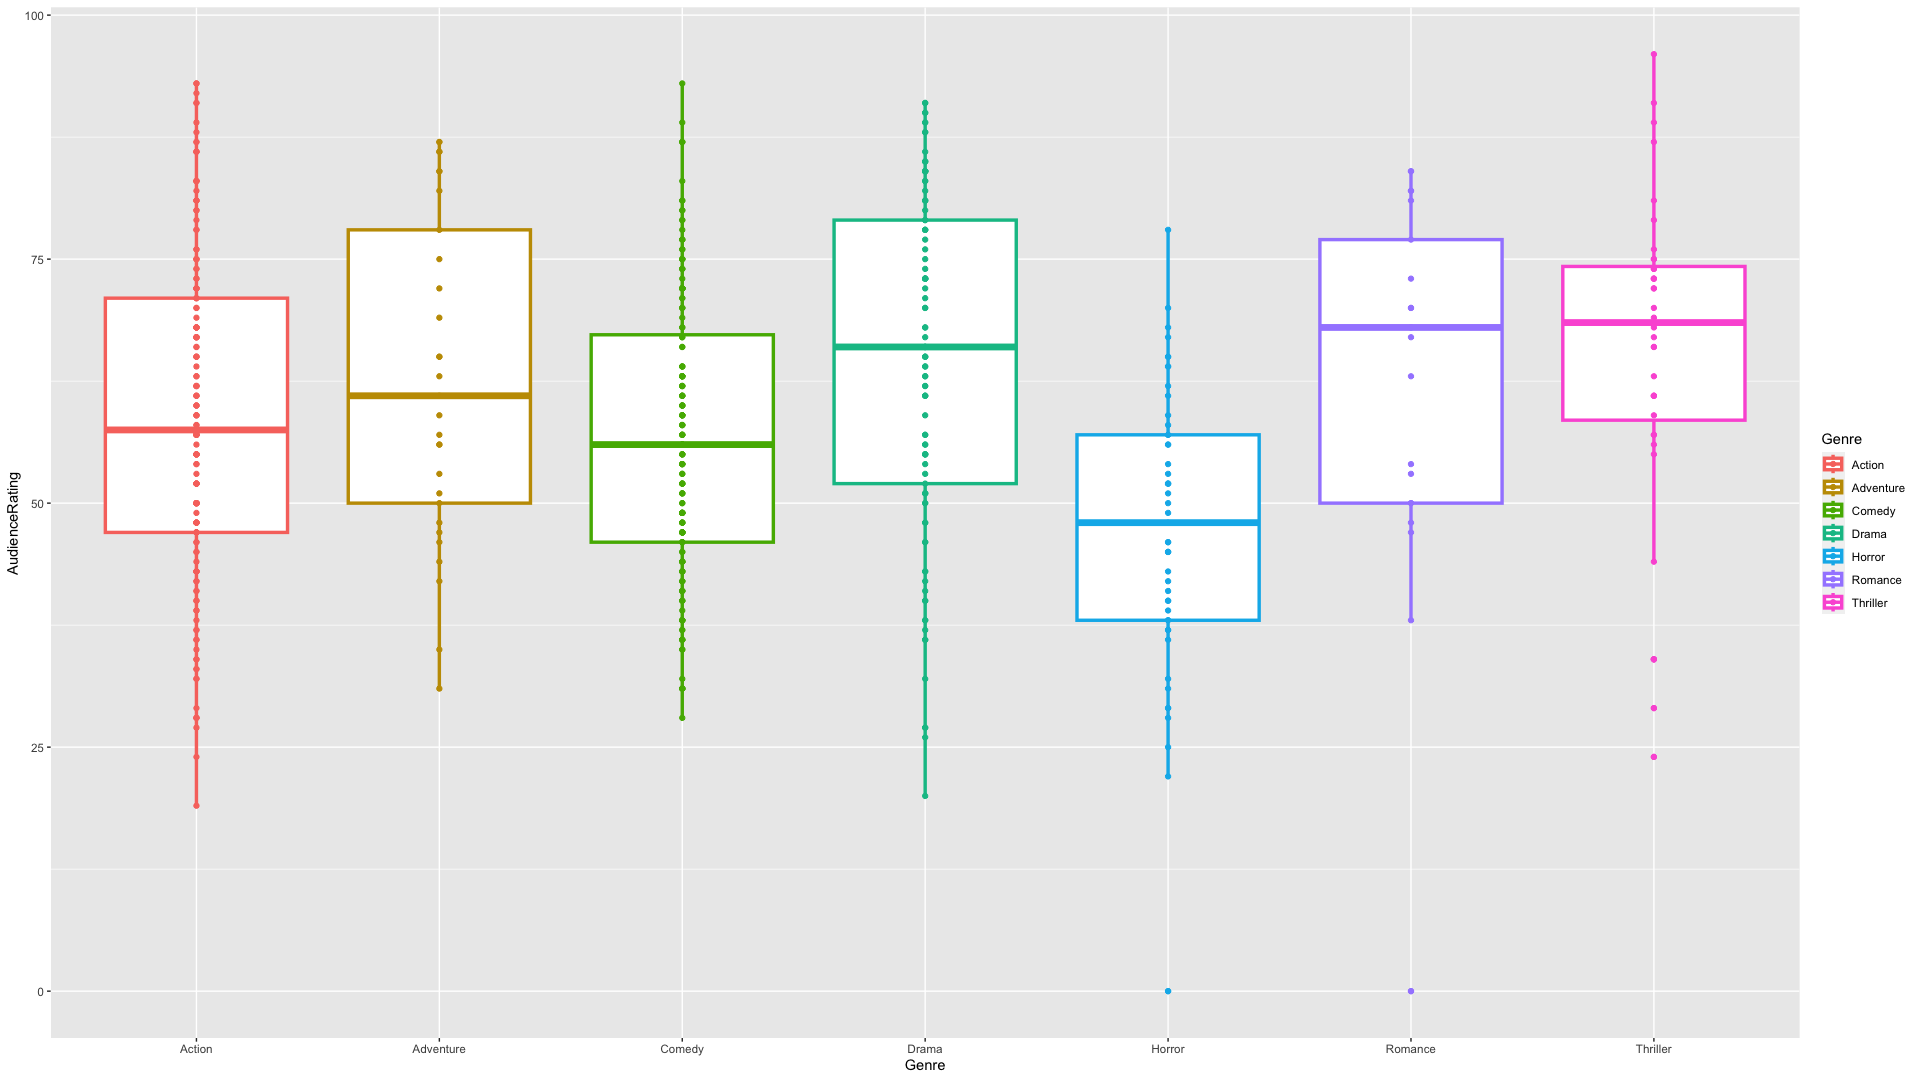 100
75
50
25
0
AudienceRating
Action
Adventure
Comedy
Drama
Horror
Romance
Thriller
Genre
Genre
Action
Adventure
Comedy
Drama
Horror
Romance
Thriller